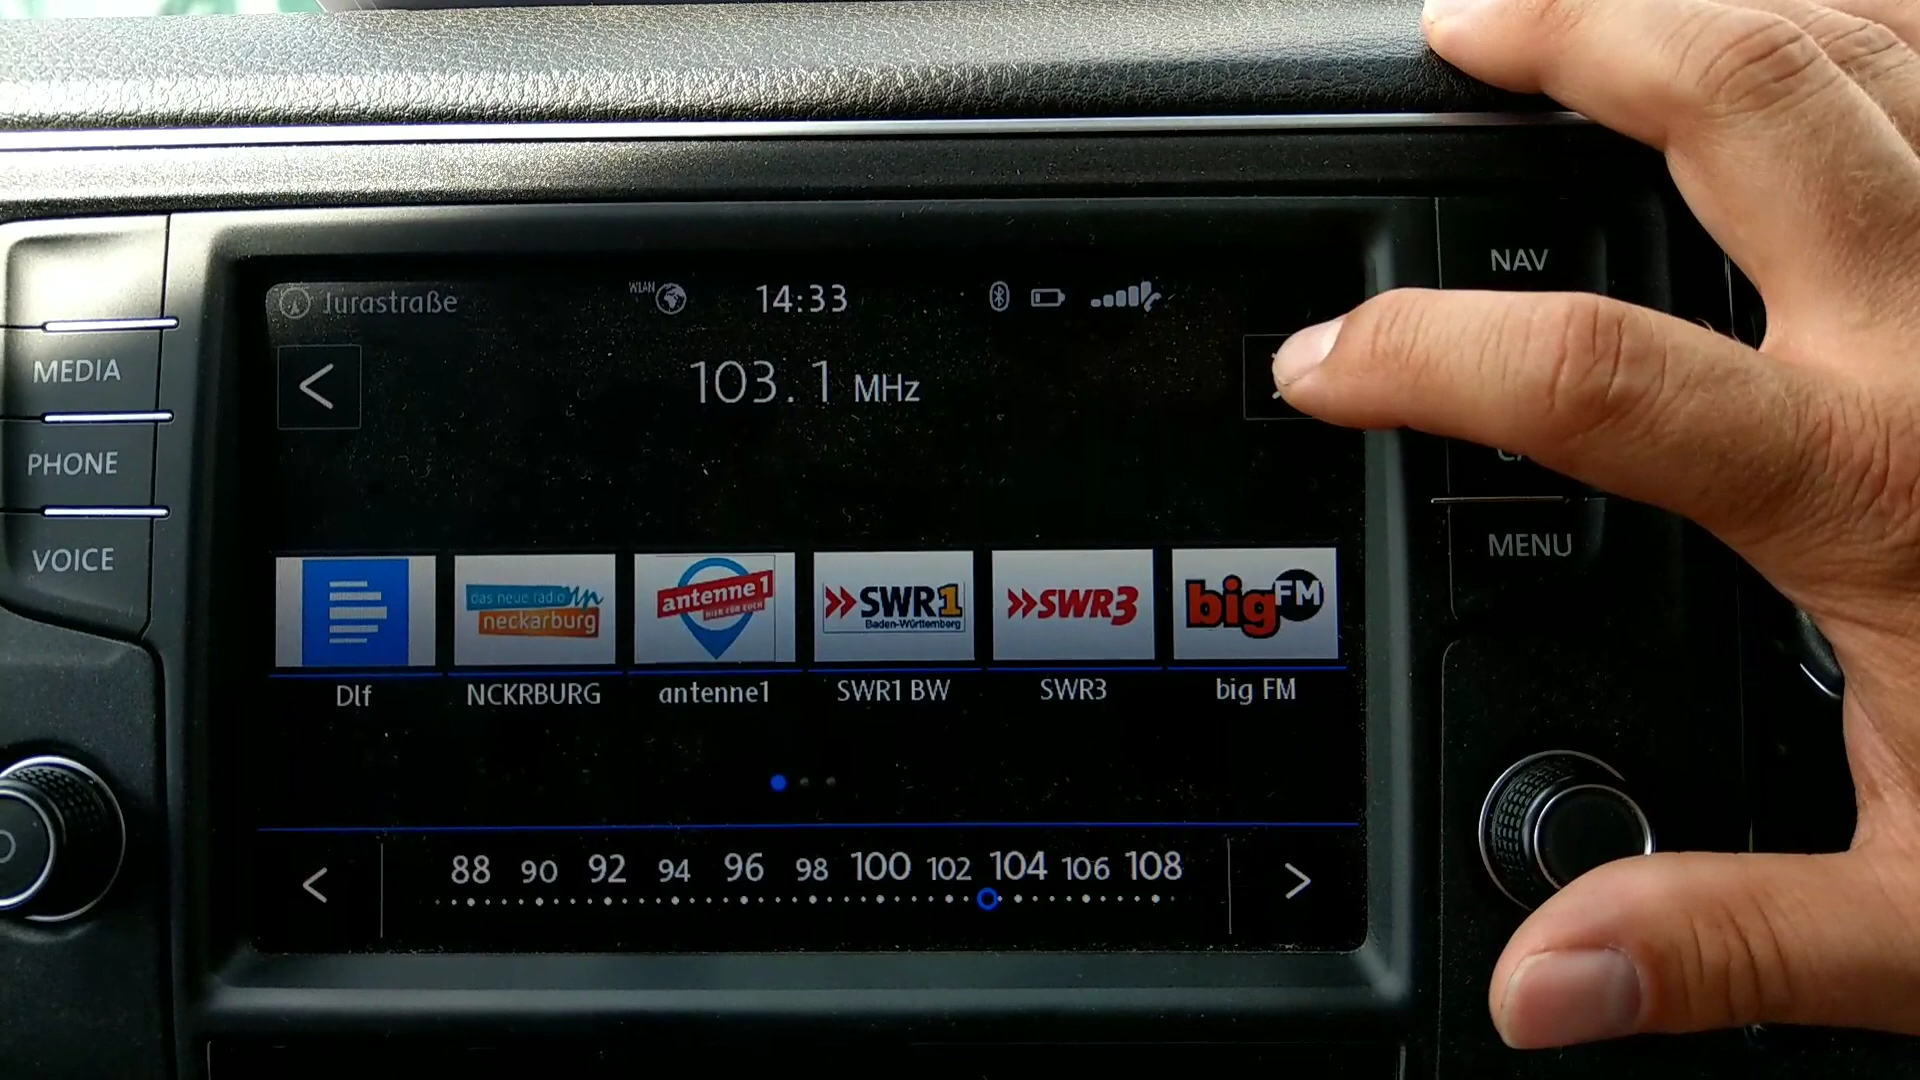 Jurastraße
WLAN
14:33
NAV
103.1 MHz
MEDIA
PHONE
VOICE
MENU
das neue radio
neckarburg
antenne 1
HIER FÜR EUCH
SWR1
Baden-Württemberg
SWR3
bigFM
Dlf
NCKRBURG
antenne1
SWR1 BW
SWR3
big FM
88 90 92 94 96 98 100 102 104 106 108